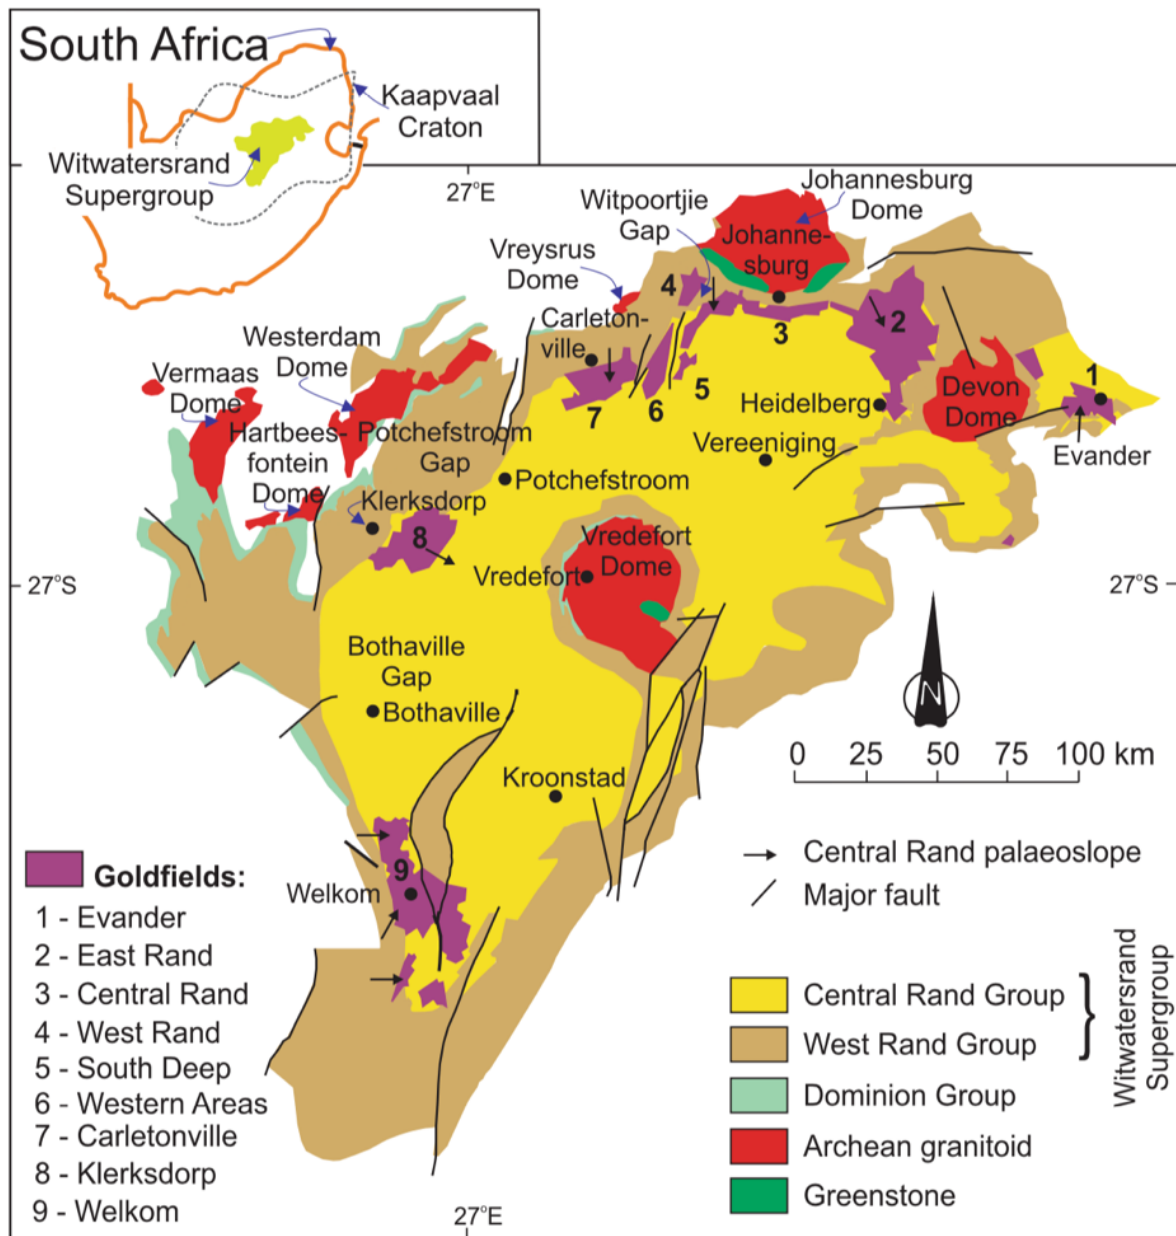 South Africa
Kaapvaal
Craton
Witwatersrand
Supergroup
27°E
Witpoortjie
Gap
Johannesburg
Dome
Johanne-
sburg
Vreysrus
Dome
4
2
3
Carleton-
ville
Westerdam
Dome
Vermaas
Dome
Hartbees-
fontein
Dome
Potchefstroom
Gap
7
6
5
Heidelberg
Devon
Dome
1
Evander
Vereeniging
Potchefstroom
Klerksdorp
8
Vredefort
Dome
Vredefort
27°S
27°S
Bothaville
Gap
Bothaville
N
0 25 50 75 100 km
Kroonstad
9
Welkom
Central Rand palaeoslope
Major fault
Goldfields:
1 - Evander
2 - East Rand
3 - Central Rand
4 - West Rand
5 - South Deep
6 - Western Areas
7 - Carletonville
8 - Klerksdorp
9 - Welkom
Central Rand Group
West Rand Group
Witwatersrand
Supergroup
Dominion Group
Archean granitoid
Greenstone
27°E